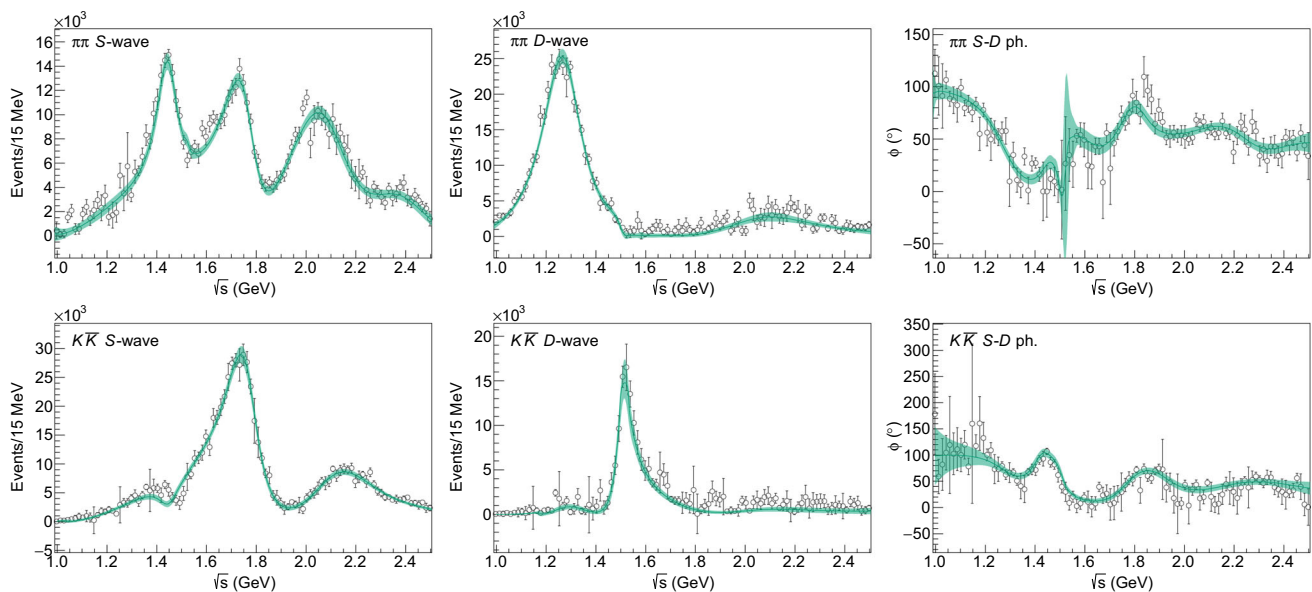 ×10³
ππ S-wave
Events/15 MeV
16
14
12
10
8
6
4
2
0
1.0 1.2 1.4 1.6 1.8 2.0 2.2 2.4
√s (GeV)
×10³
ππ D-wave
Events/15 MeV
25
20
15
10
5
0
1.0 1.2 1.4 1.6 1.8 2.0 2.2 2.4
√s (GeV)
ππ S-D ph.
ϕ (°)
150
100
50
0
−50
1.0 1.2 1.4 1.6 1.8 2.0 2.2 2.4
√s (GeV)
×10³
KK̅ S-wave
Events/15 MeV
30
25
20
15
10
5
0
−5
1.0 1.2 1.4 1.6 1.8 2.0 2.2 2.4
√s (GeV)
×10³
KK̅ D-wave
Events/15 MeV
20
15
10
5
0
1.0 1.2 1.4 1.6 1.8 2.0 2.2 2.4
√s (GeV)
KK̅ S-D ph.
ϕ (°)
350
300
250
200
150
100
50
0
−50
1.0 1.2 1.4 1.6 1.8 2.0 2.2 2.4
√s (GeV)